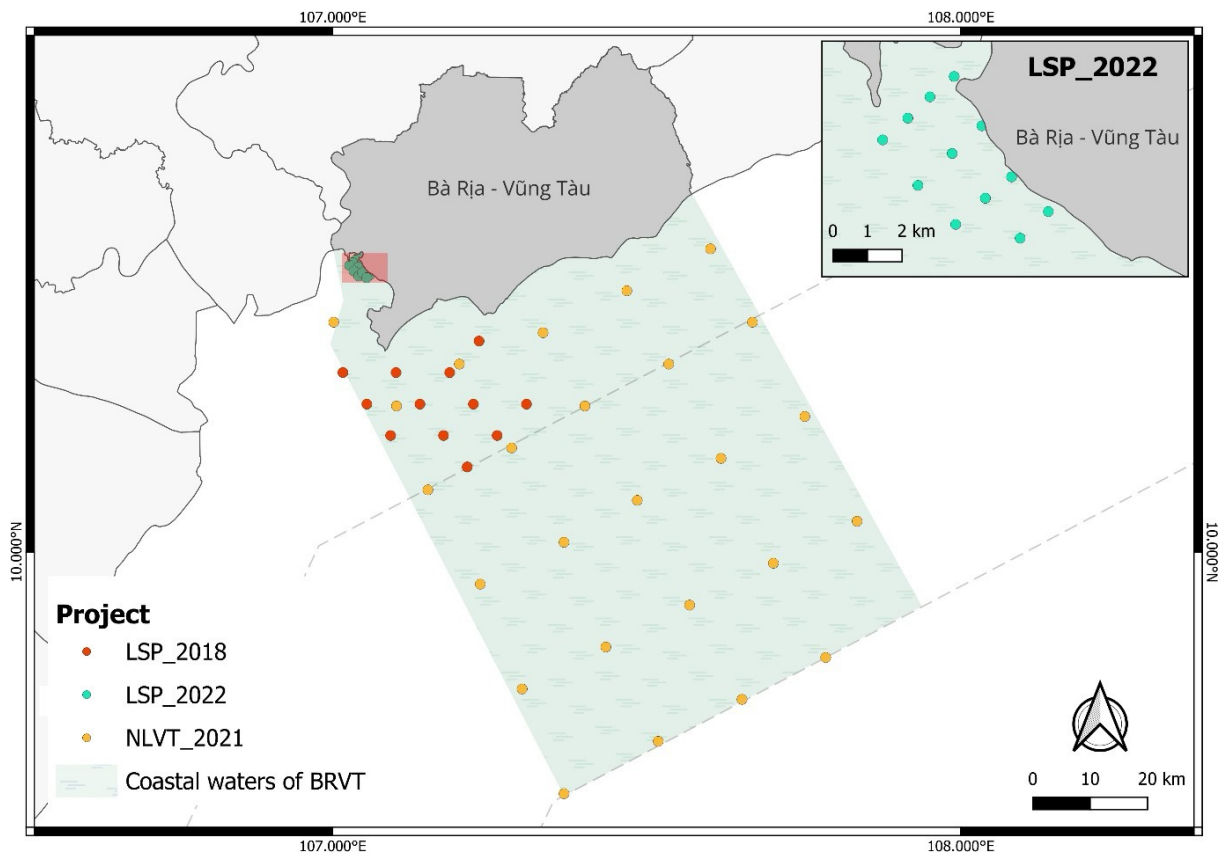 107.000°E
108.000°E
LSP_2022
Bà Rịa - Vũng Tàu
0 1 2 km
Bà Rịa - Vũng Tàu
10.000°N
10.000°N
Project
LSP_2018
LSP_2022
NLVT_2021
Coastal waters of BRVT
0 10 20 km
107.000°E
108.000°E